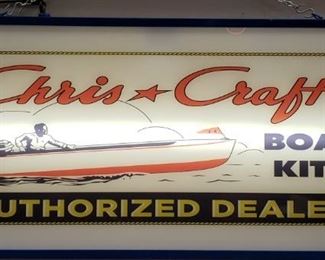 Chris★Craft
BOA
KIT
UTHORIZED DEALE